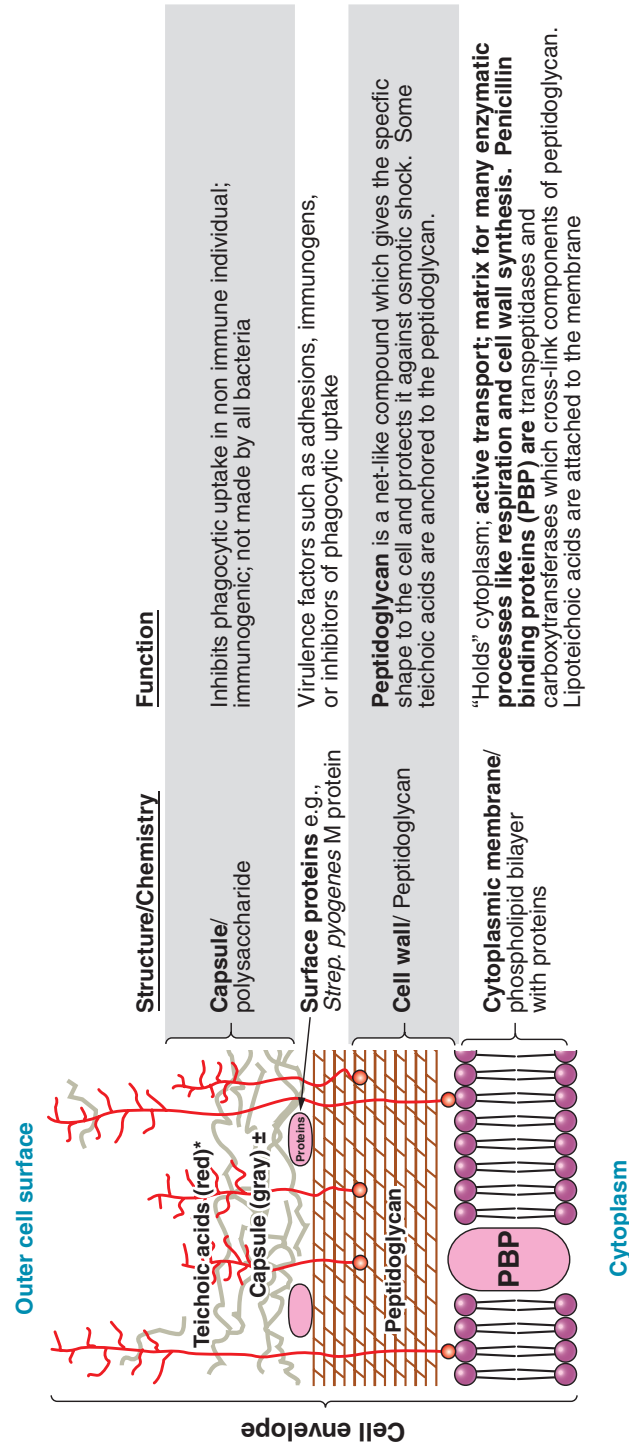 Outer cell surface
Cell envelope
Teichoic acids (red)*
Capsule (gray) ±
Proteins
Peptidoglycan
PBP
Cytoplasm
Structure/Chemistry
Function
Capsule/
polysaccharide
Inhibits phagocytic uptake in non immune individual;
immunogenic; not made by all bacteria
Surface proteins e.g.,
Strep. pyogenes M protein
Virulence factors such as adhesions, immunogens,
or inhibitors of phagocytic uptake
Cell wall/ Peptidoglycan
Peptidoglycan is a net-like compound which gives the specfic
shape to the cell and protects it against osmotic shock. Some
teichoic acids are anchored to the peptidoglycan.
Cytoplasmic membrane/
phospholipid bilayer
with proteins
“Holds” cytoplasm; active transport; matrix for many enzymatic
processes like respiration and cell wall synthesis. Penicillin
binding proteins (PBP) are transpeptidases and
carboxytransferases which cross-link components of peptidoglycan.
Lipoteichoic acids are attached to the membrane